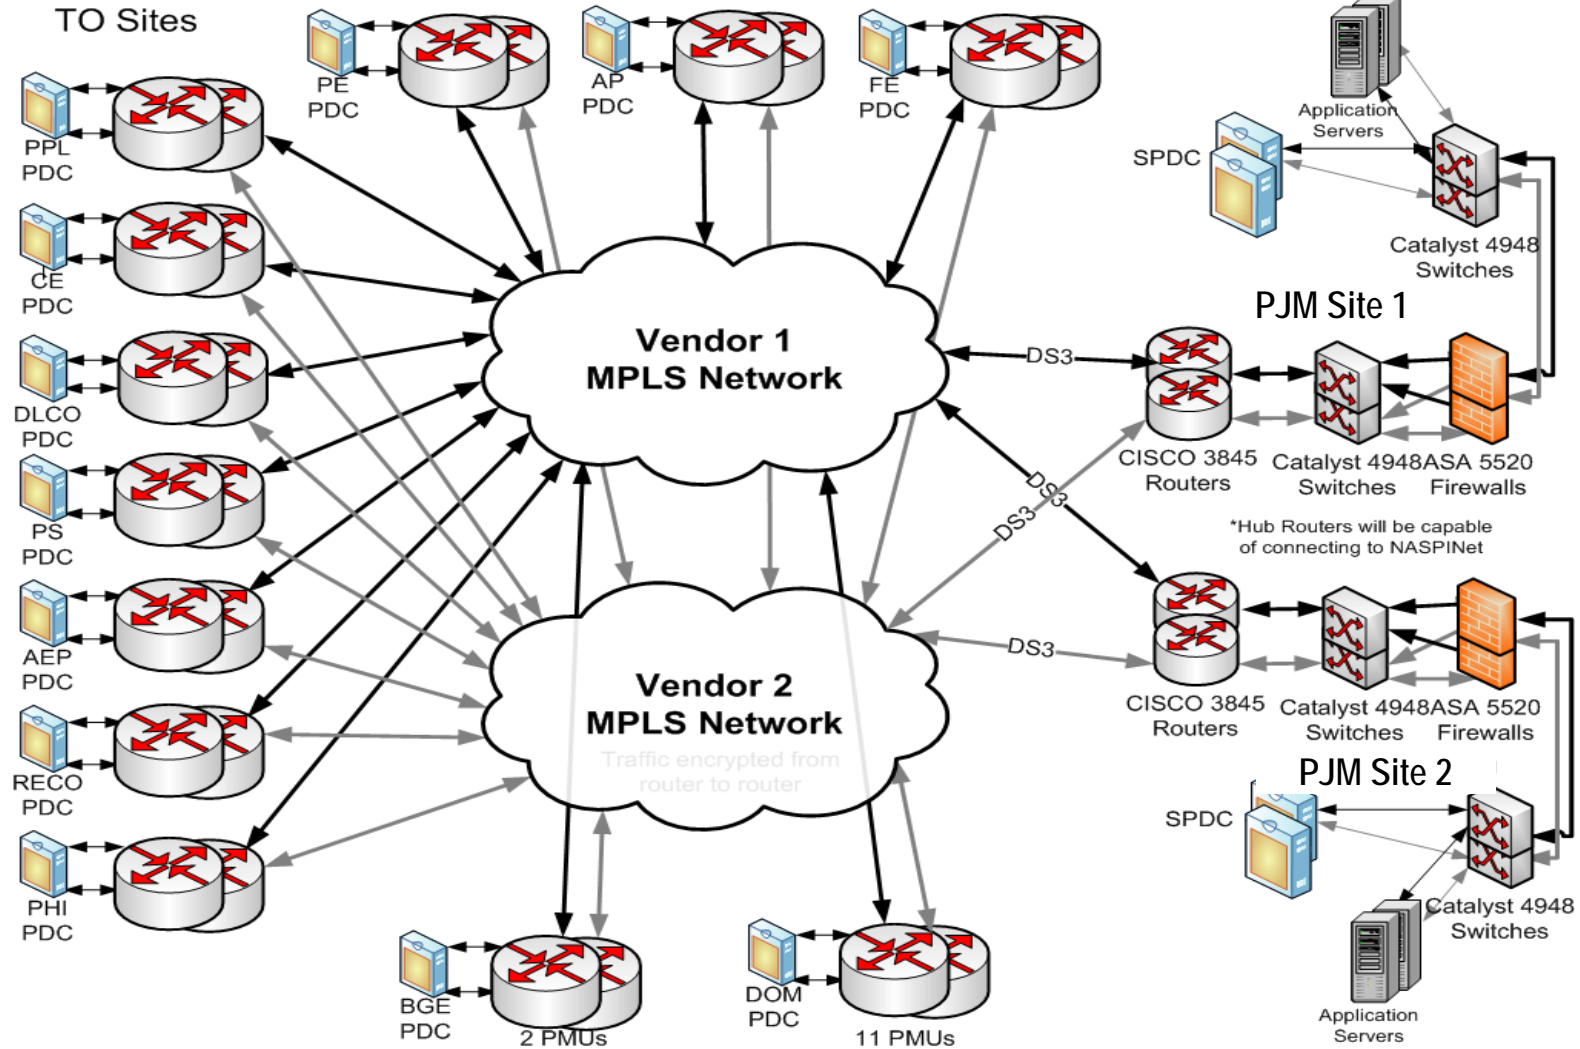 TO Sites
PE
PDC
AP
PDC
FE
PDC
Application
Servers
SPDC
Catalyst 4948
Switches
PPL
PDC
CE
PDC
DLCO
PDC
PS
PDC
AEP
PDC
RECO
PDC
PHI
PDC
Vendor 1
MPLS Network
DS3
DS3
DS3
DS3
PJM Site 1
CISCO 3845
Routers
Catalyst 4948
Switches
ASA 5520
Firewalls
*Hub Routers will be capable
of connecting to NASPINet
Vendor 2
MPLS Network
Traffic encrypted from
router to router
CISCO 3845
Routers
Catalyst 4948
Switches
ASA 5520
Firewalls
PJM Site 2
SPDC
Catalyst 4948
Switches
Application
Servers
BGE
PDC
2 PMUs
DOM
PDC
11 PMUs